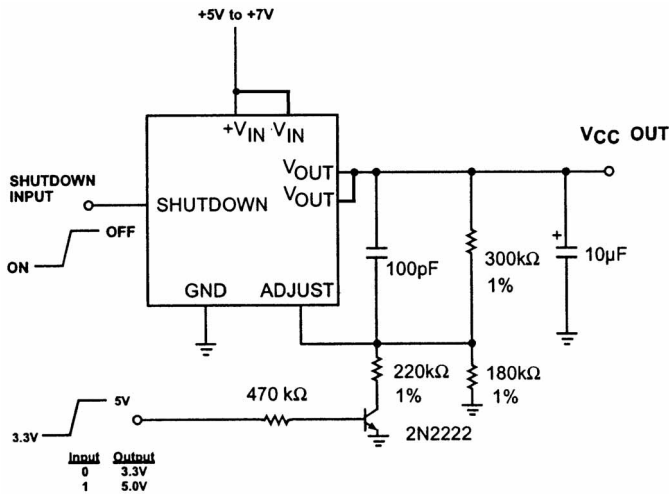 +5V to +7V
+VIN VIN
VCC OUT
VOUT
VOUT
SHUTDOWN
INPUT
SHUTDOWN
OFF
ON
100pF
300kΩ
1%
+
10µF
GND
ADJUST
220kΩ
1%
180kΩ
1%
470 kΩ
5V
3.3V
2N2222
Input Output
0 3.3V
1 5.0V